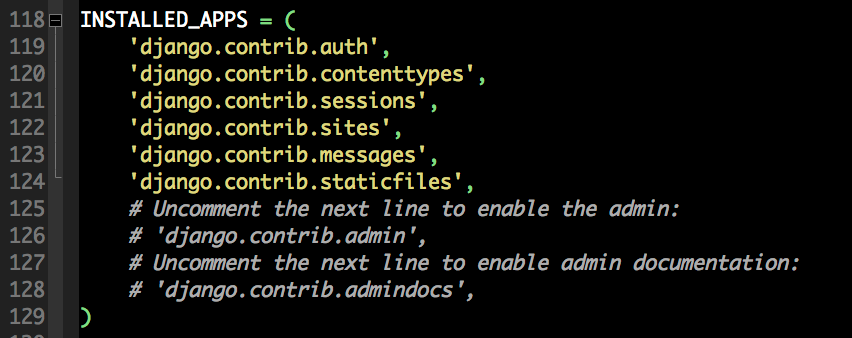 118 INSTALLED_APPS = (
119     'django.contrib.auth',
120     'django.contrib.contenttypes',
121     'django.contrib.sessions',
122     'django.contrib.sites',
123     'django.contrib.messages',
124     'django.contrib.staticfiles',
125     # Uncomment the next line to enable the admin:
126     # 'django.contrib.admin',
127     # Uncomment the next line to enable admin documentation:
128     # 'django.contrib.admindocs',
129 )